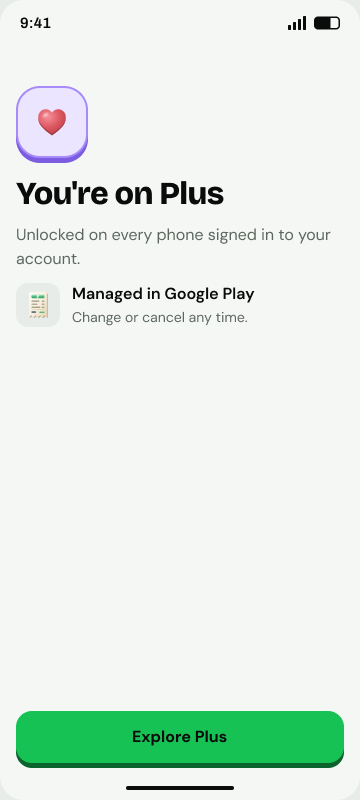 9:41
You're on Plus
Unlocked on every phone signed in to your
account.
Managed in Google Play
Change or cancel any time.
Explore Plus